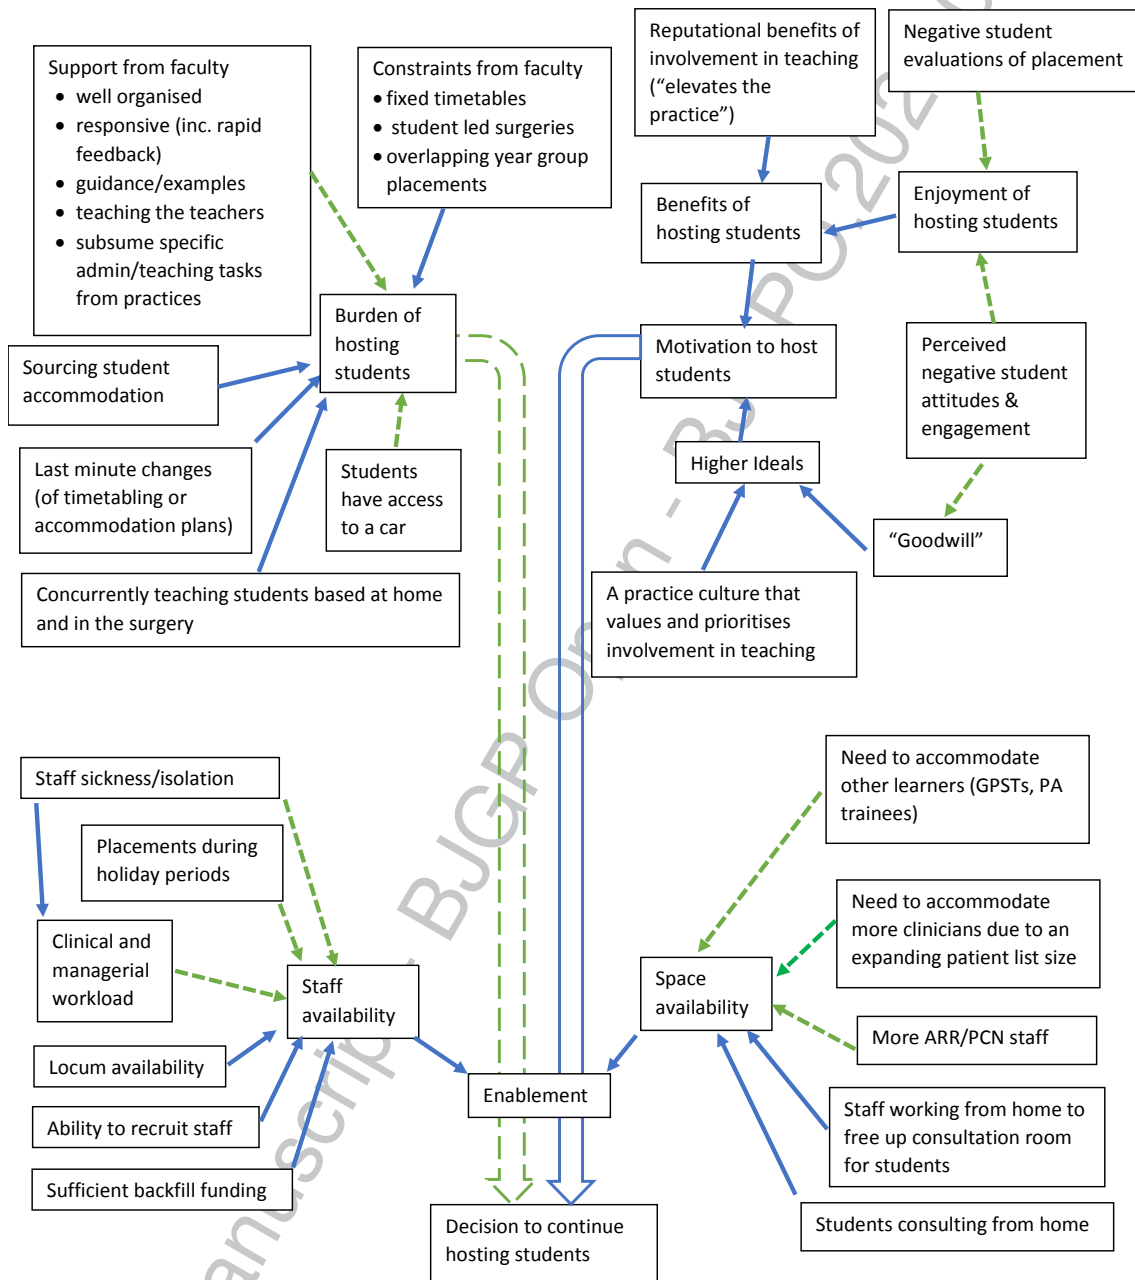 Support from faculty
• well organised
• responsive (inc. rapid
feedback)
• guidance/examples
• teaching the teachers
• subsume specific
admin/teaching tasks
from practices
Constraints from faculty
• fixed timetables
• student led surgeries
• overlapping year group
placements
Reputational benefits of
involvement in teaching
(“elevates the
practice”)
Negative student
evaluations of placement
Benefits of
hosting students
Enjoyment of
hosting students
Burden of
hosting
students
Motivation to host
students
Perceived
negative student
attitudes &
engagement
Sourcing student
accommodation
Last minute changes
(of timetabling or
accommodation plans)
Students
have access
to a car
Higher Ideals
“Goodwill”
Concurrently teaching students based at home
and in the surgery
A practice culture that
values and prioritises
involvement in teaching
Staff sickness/isolation
Placements during
holiday periods
Clinical and
managerial
workload
Staff
availability
Locum availability
Ability to recruit staff
Sufficient backfill funding
Need to accommodate
other learners (GPSTs, PA
trainees)
Need to accommodate
more clinicians due to an
expanding patient list size
Space
availability
More ARR/PCN staff
Enablement
Staff working from home to
free up consultation room
for students
Students consulting from home
Decision to continue
hosting students